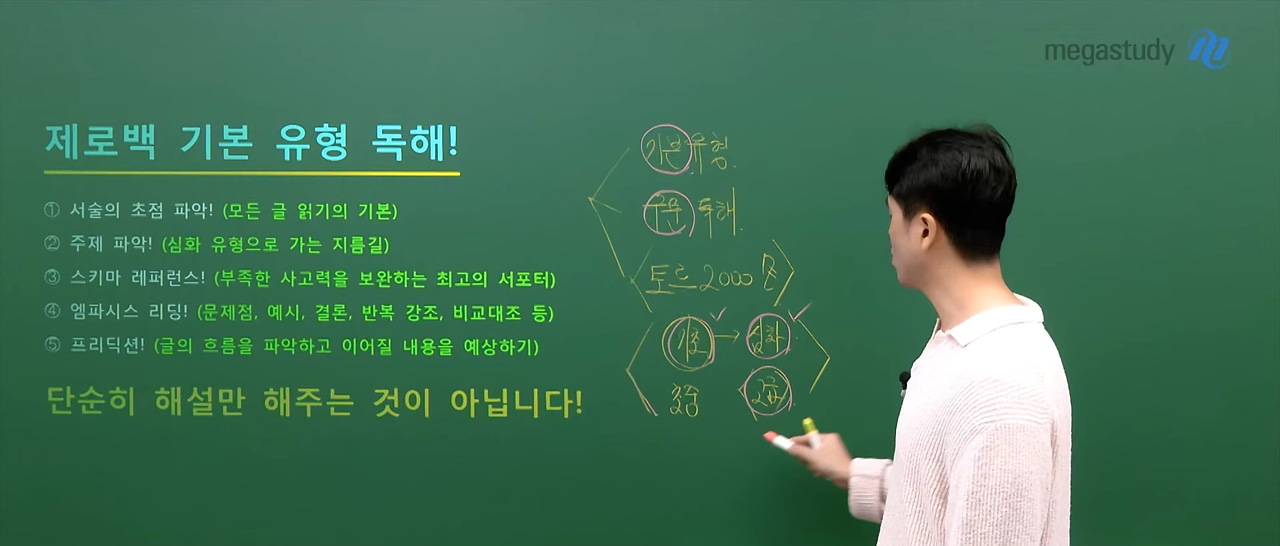 megastudy
제로백 기본 유형 독해!
① 서술의 초점 파악! (모든 글 읽기의 기본)
② 주제 파악! (심화 유형으로 가는 지름길)
③ 스키마 레퍼런스! (부족한 사고력을 보완하는 최고의 서포터)
④ 엠파시스 리딩! (문제점, 예시, 결론, 반복 강조, 비교대조 등)
⑤ 프리딕션! (글의 흐름을 파악하고 이어질 내용을 예상하기)
단순히 해설만 해주는 것이 아닙니다!
기본유형.
구문독해.
토르2000 
기초 → 심화.